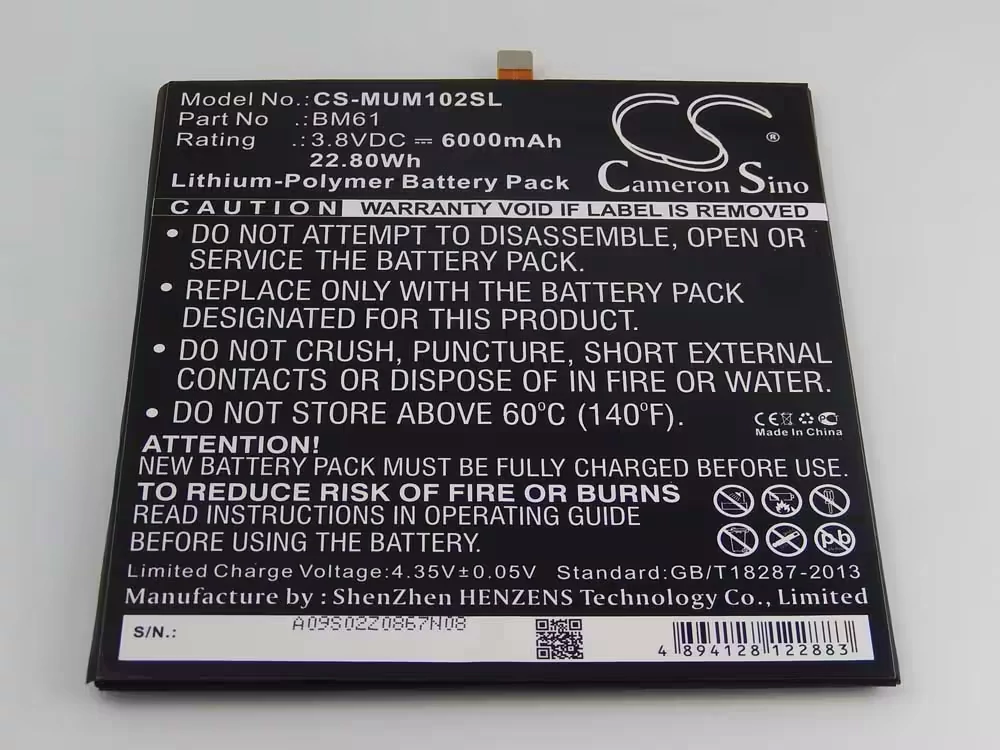 Model No.:CS-MUM102SL
Part No .:BM61
Rating .:3.8VDC⎓ 6000mAh
22.80Wh
Lithium-Polymer Battery Pack
CS ®
Cameron Sino
CAUTION WARRANTY VOID IF LABEL IS REMOVED
• DO NOT ATTEMPT TO DISASSEMBLE, OPEN OR
SERVICE THE BATTERY PACK.
• REPLACE ONLY WITH THE BATTERY PACK
DESIGNATED FOR THIS PRODUCT.
• DO NOT CRUSH, PUNCTURE, SHORT EXTERNAL
CONTACTS OR DISPOSE OF IN FIRE OR WATER.
• DO NOT STORE ABOVE 60°C (140°F).
CE
Made In China
ATTENTION!
NEW BATTERY PACK MUST BE FULLY CHARGED BEFORE USE.
TO REDUCE RISK OF FIRE OR BURNS
READ INSTRUCTIONS IN OPERATING GUIDE
BEFORE USING THE BATTERY.
Pb
Limited Charge Voltage:4.35V±0.05V Standard:GB/T18287-2013
Manufacture by : ShenZhen HENZENS Technology Co., Limited
S/N.: A09S02Z0867N08
4 894128 122883